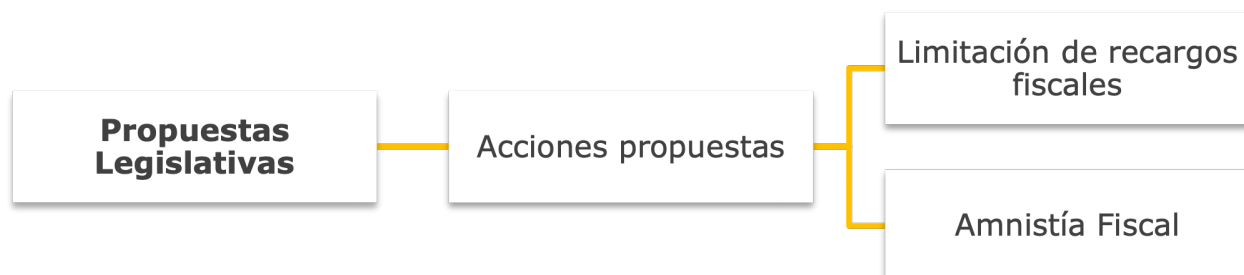 Propuestas
Legislativas
Acciones propuestas
Limitación de recargos
fiscales
Amnistía Fiscal